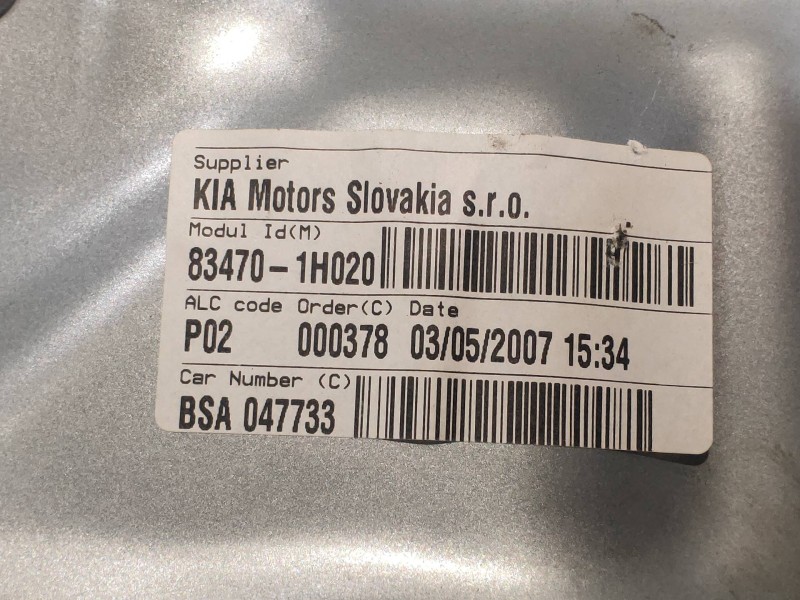 Supplier
KIA Motors Slovakia s.r.o.
Modul Id(M)
83470-1H020
ALC code Order(C) Date
P02 000378 03/05/2007 15:34
Car Number (C)
BSA 047733